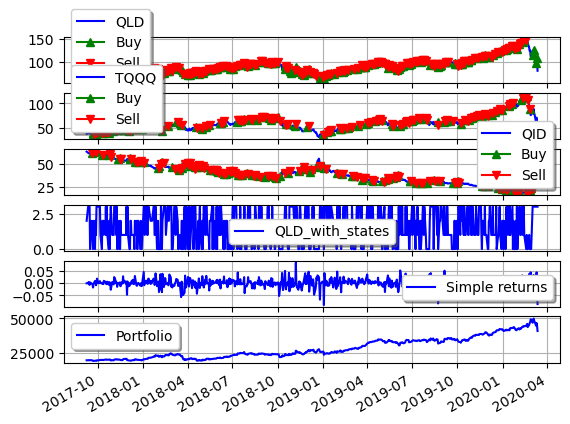 QLD
Buy
Sell
150
100
TQQQ
Buy
Sell
100
50
QID
Buy
Sell
50
25
2.5
0.0
QLD_with_states
0.05
0.00
−0.05
Simple returns
50000
25000
Portfolio
2017-10
2018-01
2018-04
2018-07
2018-10
2019-01
2019-04
2019-07
2019-10
2020-01
2020-04